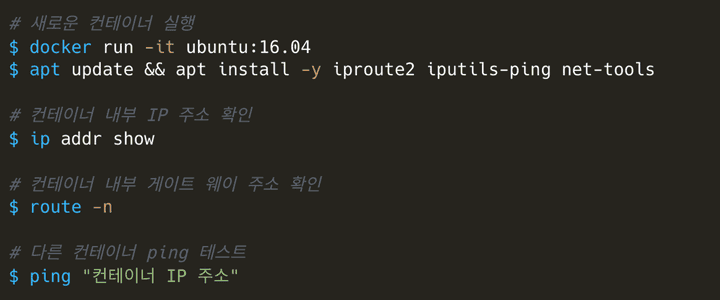 # 새로운 컨테이너 실행
$ docker run -it ubuntu:16.04
$ apt update && apt install -y iproute2 iputils-ping net-tools
# 컨테이너 내부 IP 주소 확인
$ ip addr show
# 컨테이너 내부 게이트 웨이 주소 확인
$ route -n
# 다른 컨테이너 ping 테스트
$ ping "컨테이너 IP 주소"